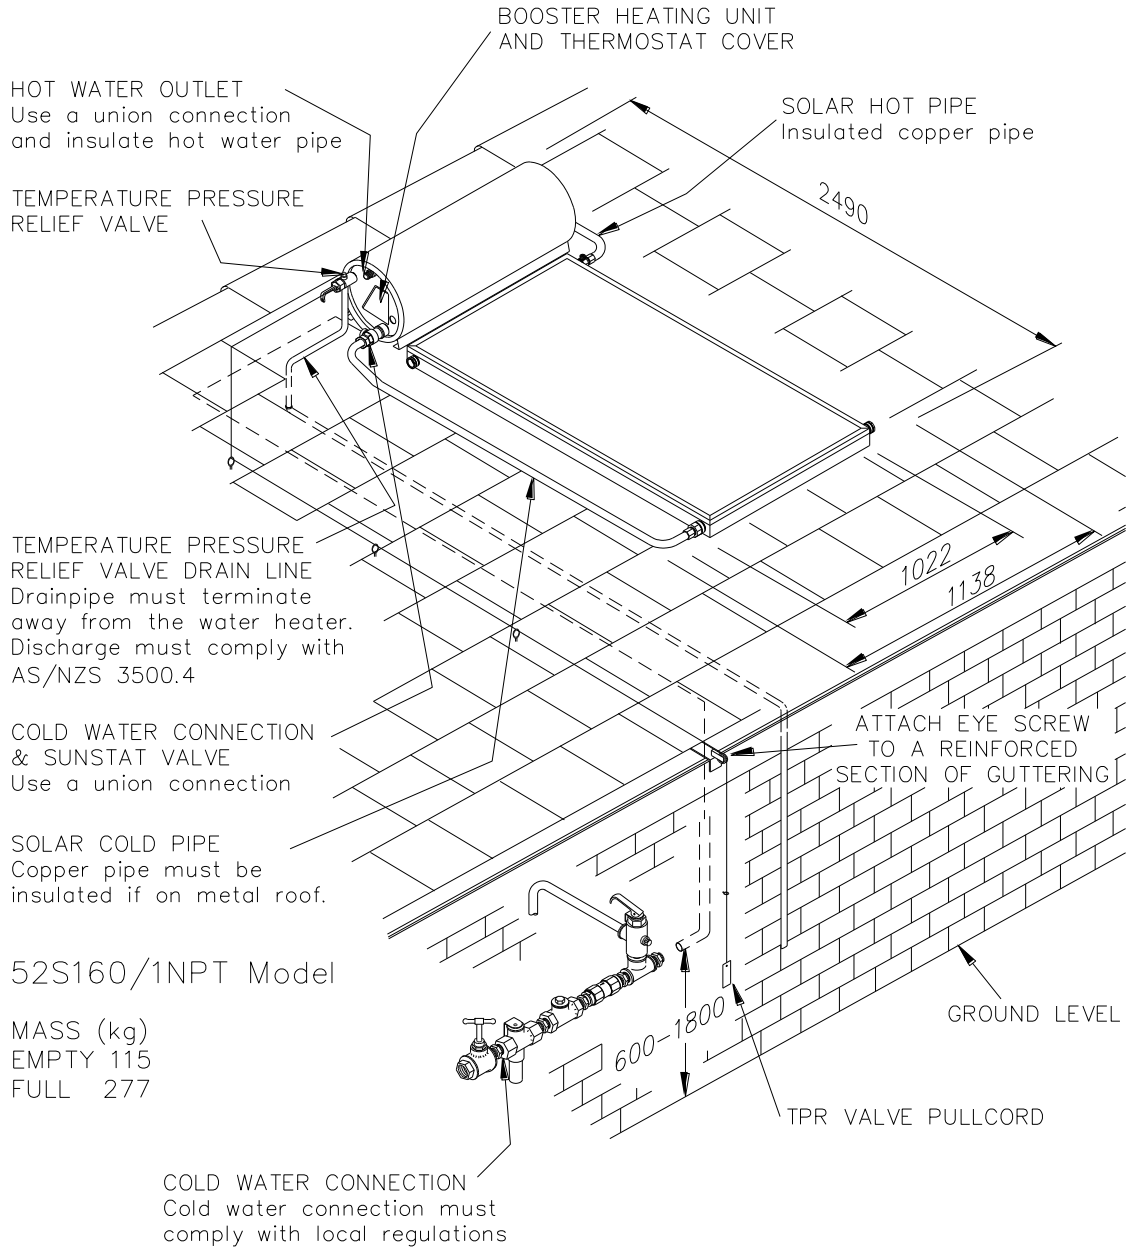 BOOSTER HEATING UNIT
AND THERMOSTAT COVER
HOT WATER OUTLET
Use a union connection
and insulate hot water pipe
SOLAR HOT PIPE
Insulated copper pipe
TEMPERATURE PRESSURE
RELIEF VALVE
2490
TEMPERATURE PRESSURE
RELIEF VALVE DRAIN LINE
Drainpipe must terminate
away from the water heater.
Discharge must comply with
AS/NZS 3500.4
1022
1138
COLD WATER CONNECTION
& SUNSTAT VALVE
Use a union connection
ATTACH EYE SCREW
TO A REINFORCED
SECTION OF GUTTERING
SOLAR COLD PIPE
Copper pipe must be
insulated if on metal roof.
52S160/1NPT Model
MASS (kg)
EMPTY 115
FULL 277
600-1800
GROUND LEVEL
TPR VALVE PULLCORD
COLD WATER CONNECTION
Cold water connection must
comply with local regulations